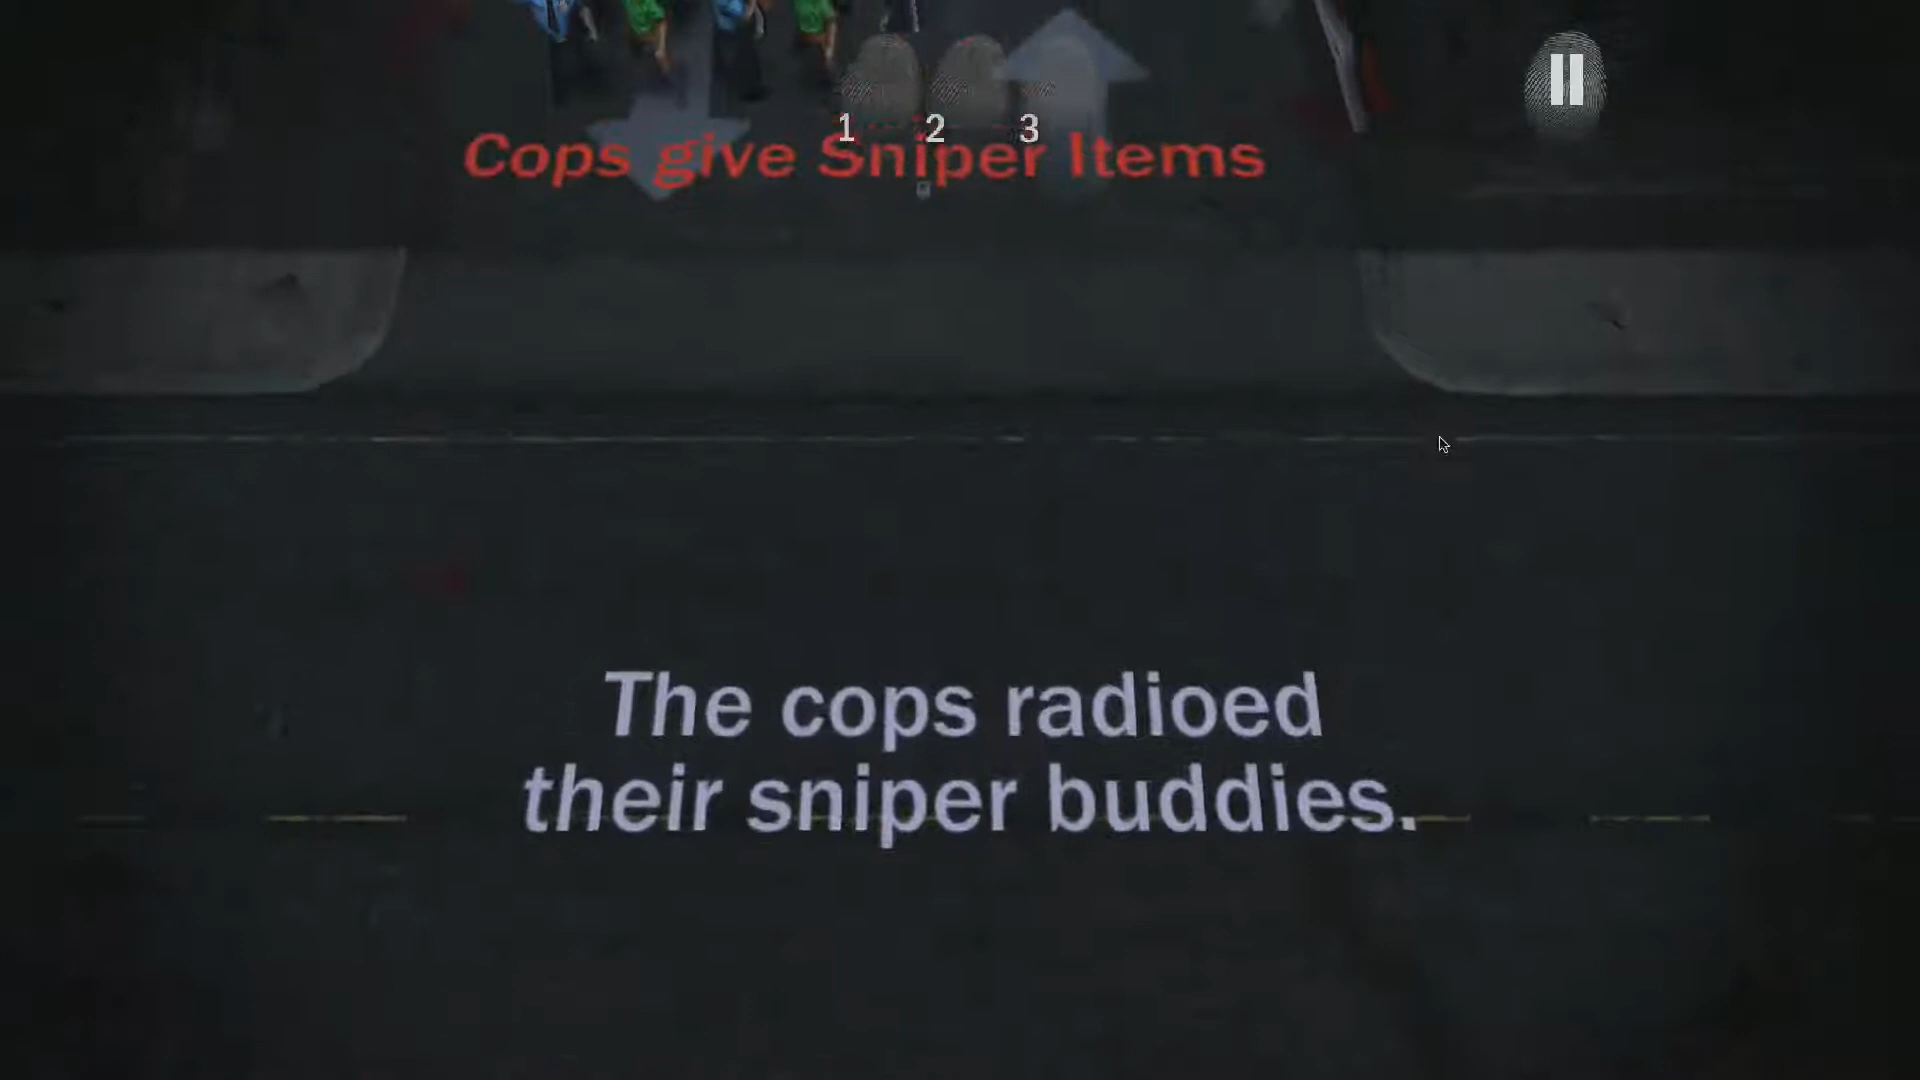 1 2 3
Cops give Sniper Items
The cops radioed
their sniper buddies.